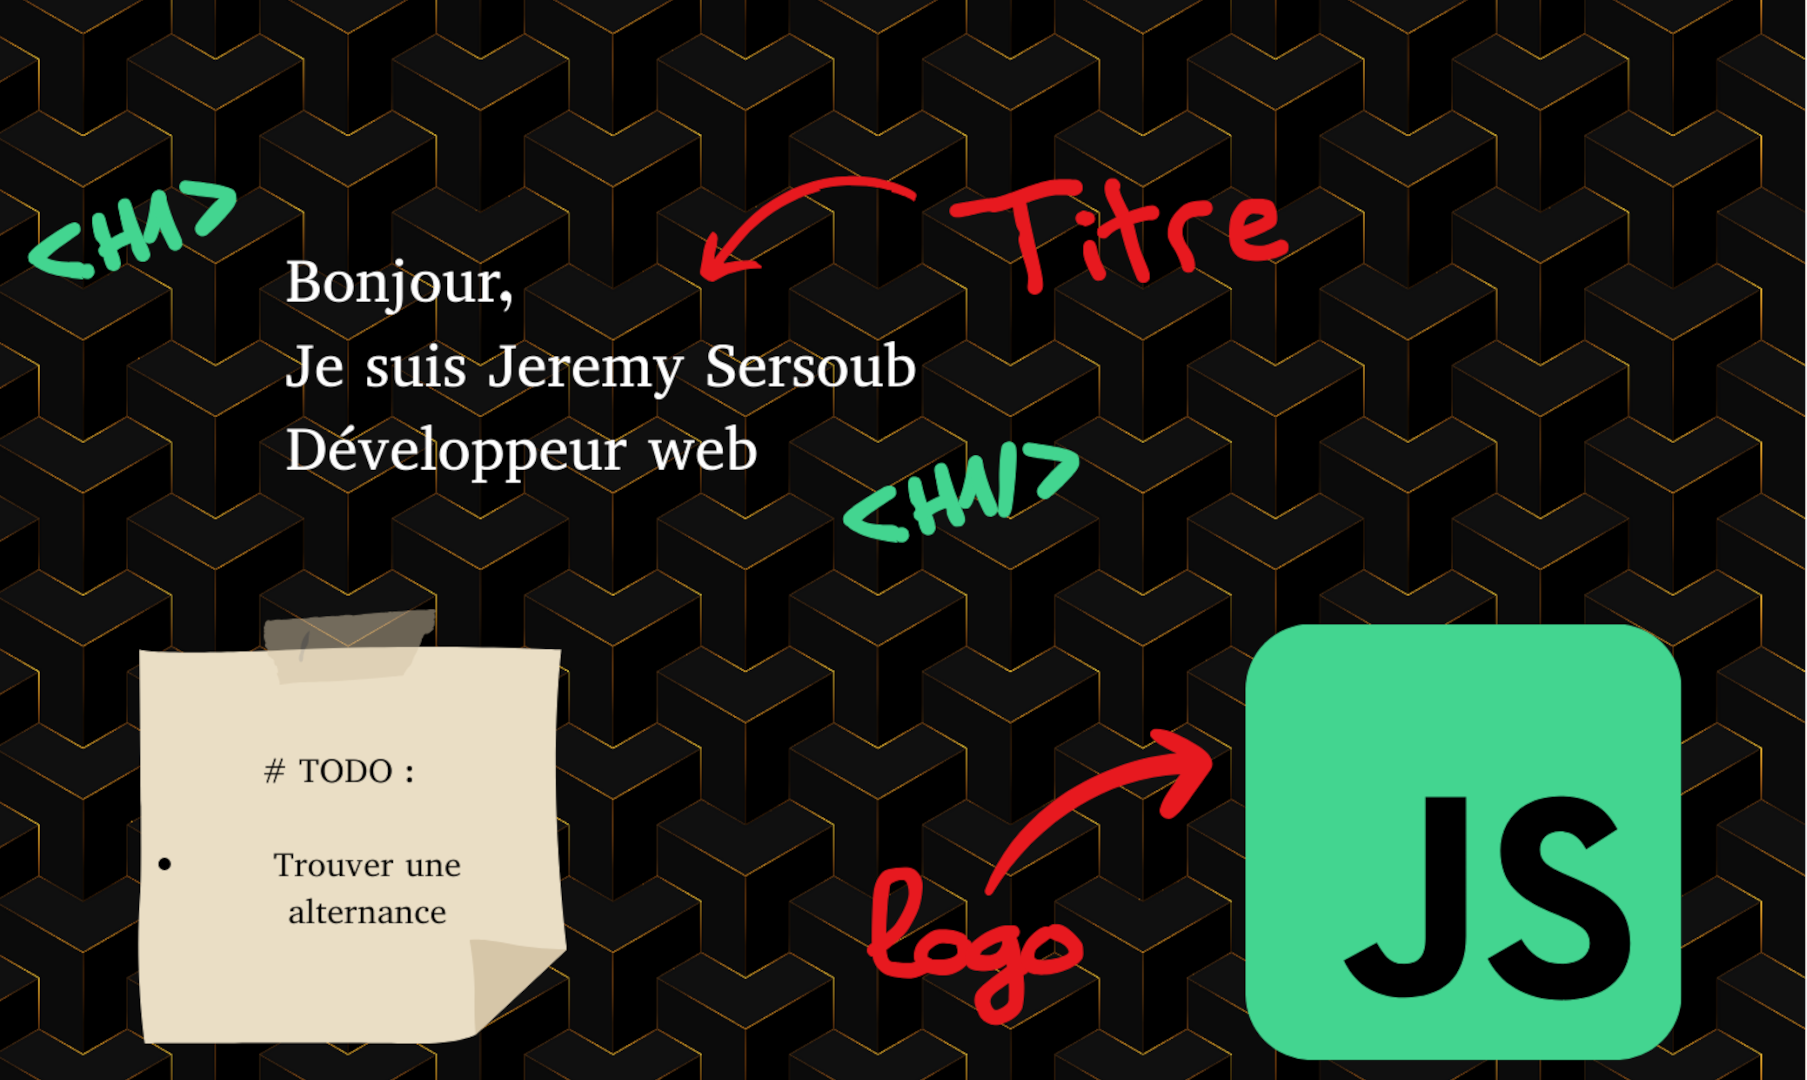 <H1>
Titre
Bonjour,
Je suis Jeremy Sersoub
Développeur web
<H1/>
# TODO :
• Trouver une
alternance
logo
JS